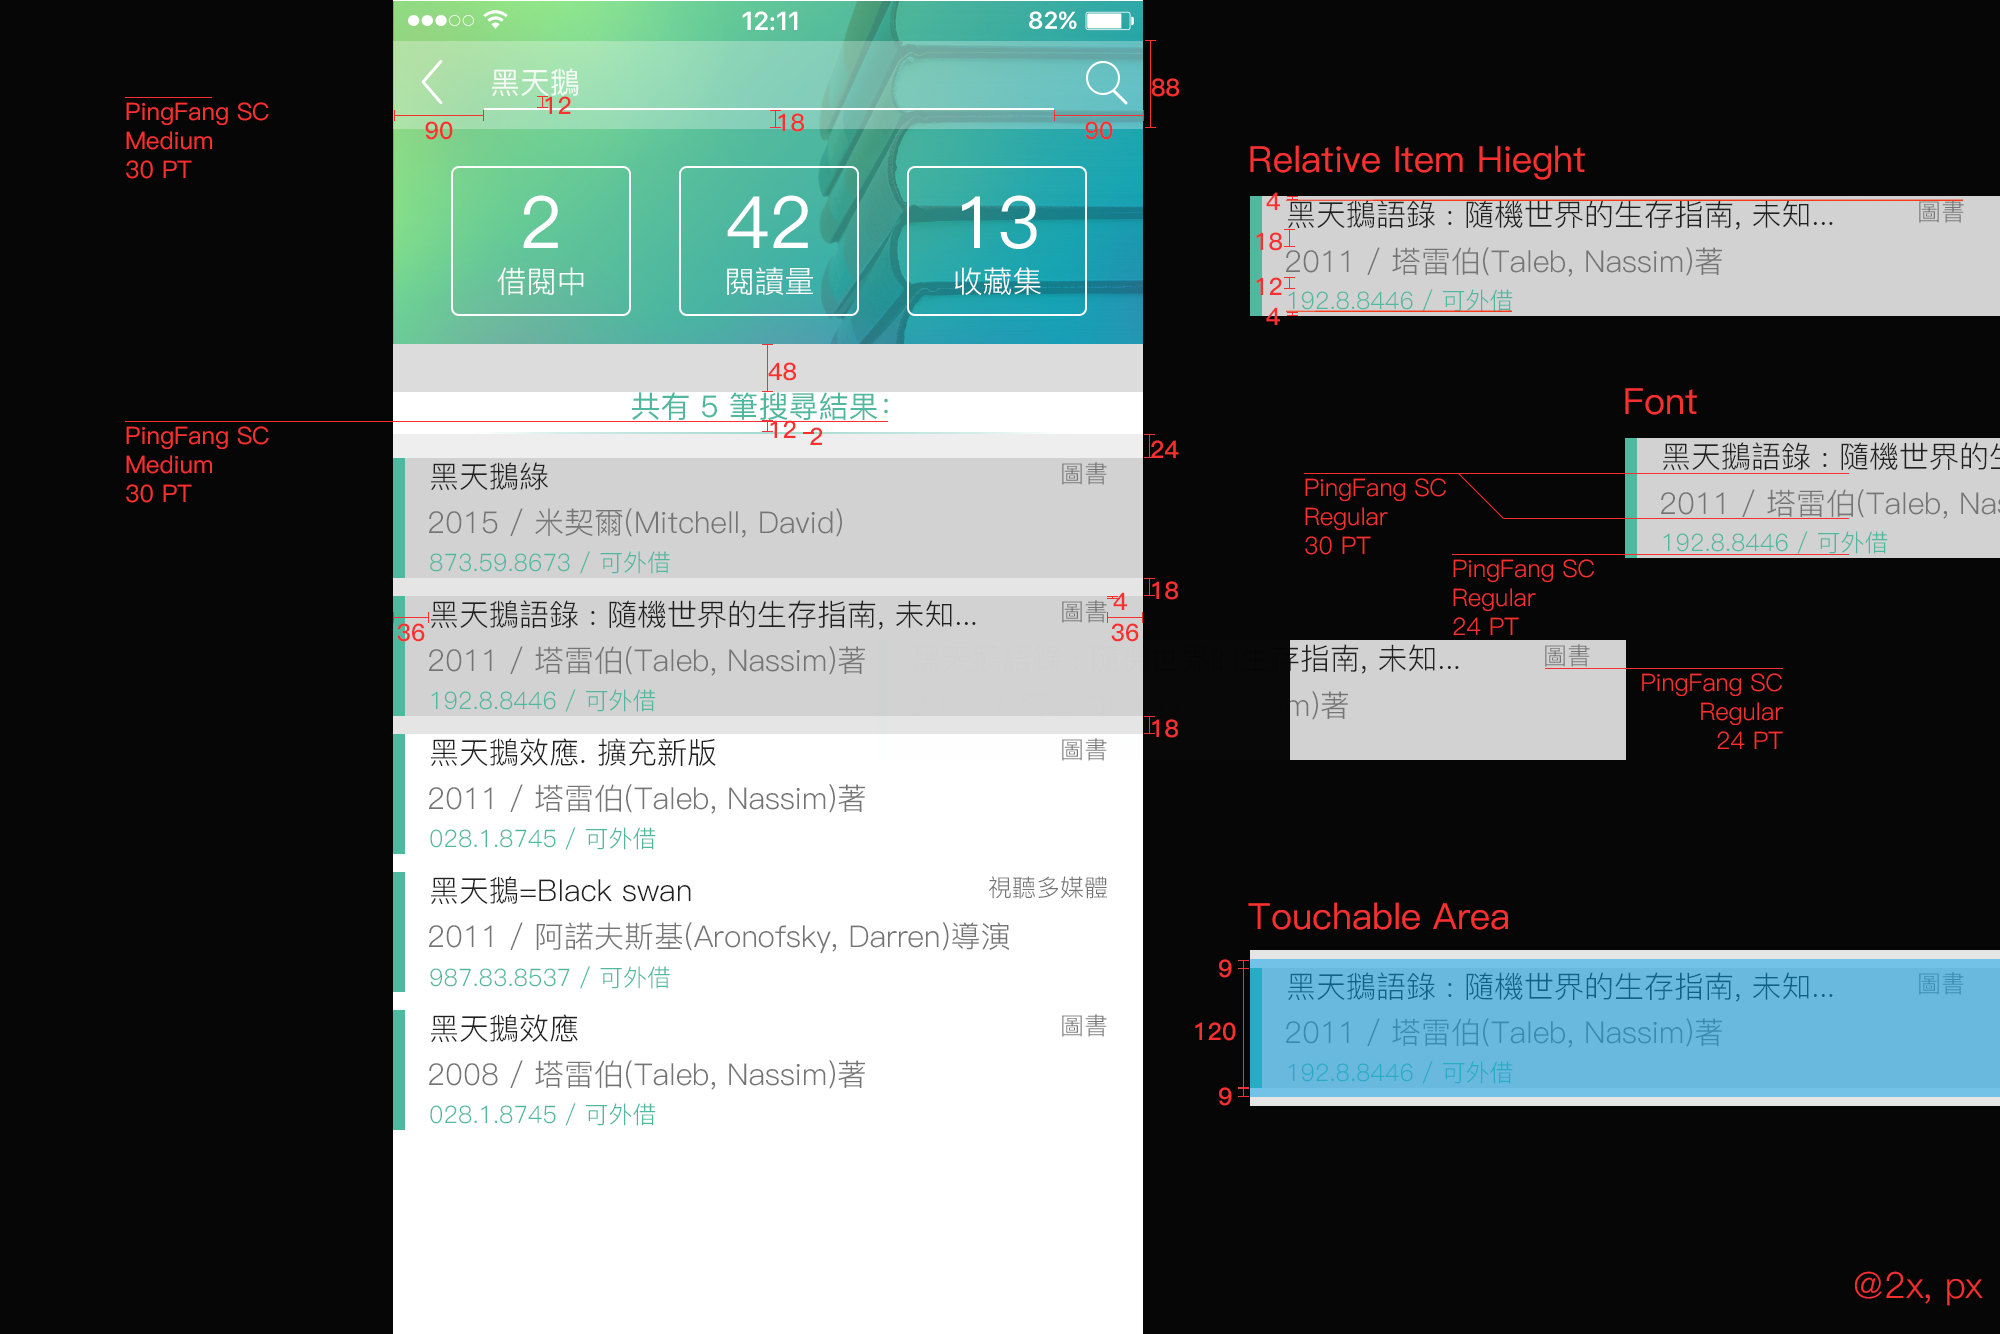 12:11
82%
黑天鵝
12
18
90
90
88
PingFang SC
Medium
30 PT
2
借閱中
42
閱讀量
13
收藏集
48
共有 5 筆搜尋結果:
12
2
24
PingFang SC
Medium
30 PT
黑天鵝綠
圖書
2015 / 米契爾(Mitchell, David)
873.59.8673 / 可外借
18
黑天鵝語錄：隨機世界的生存指南, 未知...
圖書
4
36
36
2011 / 塔雷伯(Taleb, Nassim)著
192.8.8446 / 可外借
18
黑天鵝效應. 擴充新版
圖書
2011 / 塔雷伯(Taleb, Nassim)著
028.1.8745 / 可外借
黑天鵝=Black swan
視聽多媒體
2011 / 阿諾夫斯基(Aronofsky, Darren)導演
987.83.8537 / 可外借
黑天鵝效應
圖書
2008 / 塔雷伯(Taleb, Nassim)著
028.1.8745 / 可外借
Relative Item Hieght
4
黑天鵝語錄：隨機世界的生存指南, 未知...
圖書
18
2011 / 塔雷伯(Taleb, Nassim)著
12
192.8.8446 / 可外借
4
Font
黑天鵝語錄：隨機世界的
2011 / 塔雷伯(Taleb, Nas
192.8.8446 / 可外借
PingFang SC
Regular
30 PT
PingFang SC
Regular
24 PT
存指南, 未知...
圖書
m)著
PingFang SC
Regular
24 PT
Touchable Area
9
黑天鵝語錄：隨機世界的生存指南, 未知...
圖書
120
2011 / 塔雷伯(Taleb, Nassim)著
192.8.8446 / 可外借
9
@2x, px